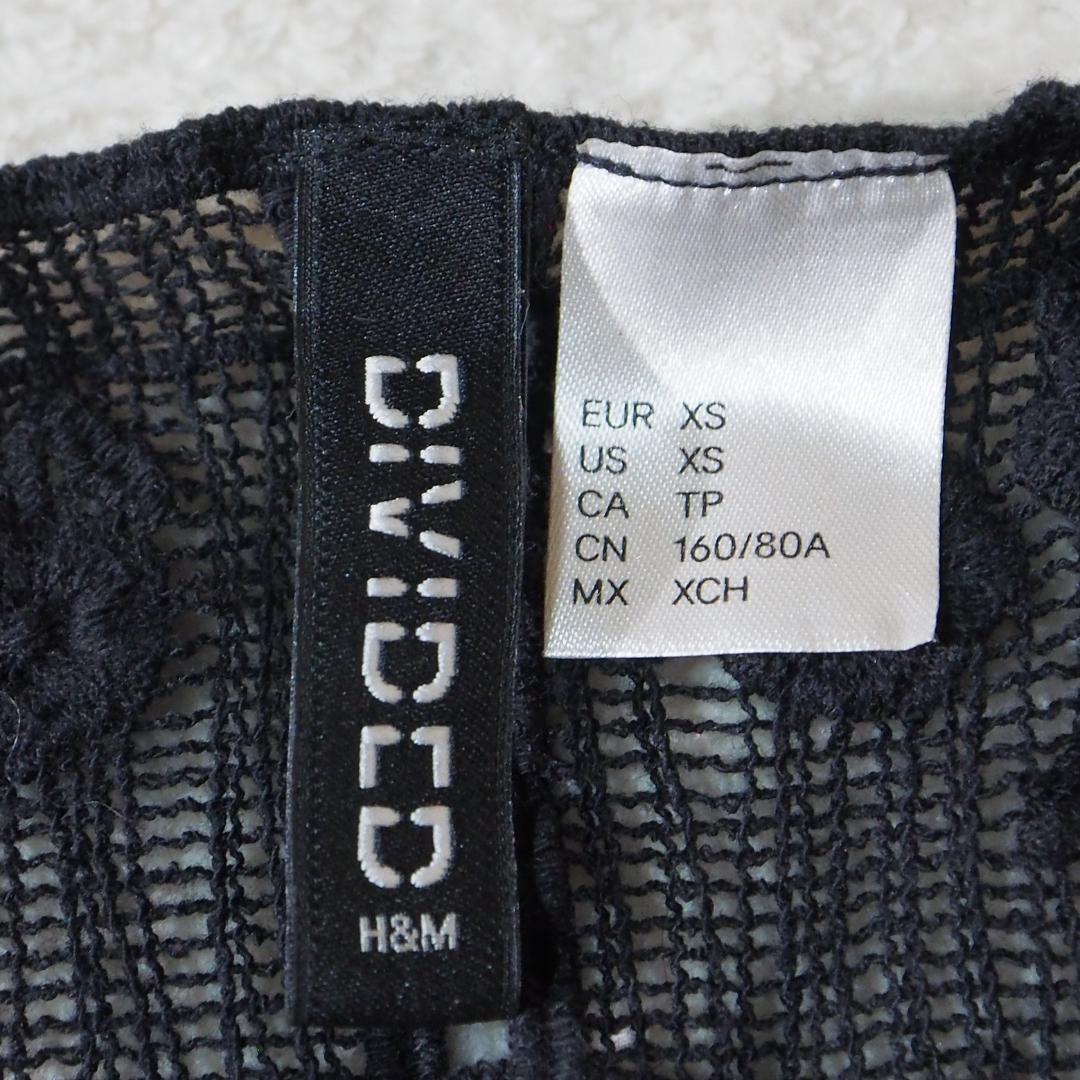 DIVIDED
H&M
EUR XS
US XS
CA TP
CN 160/80A
MX XCH